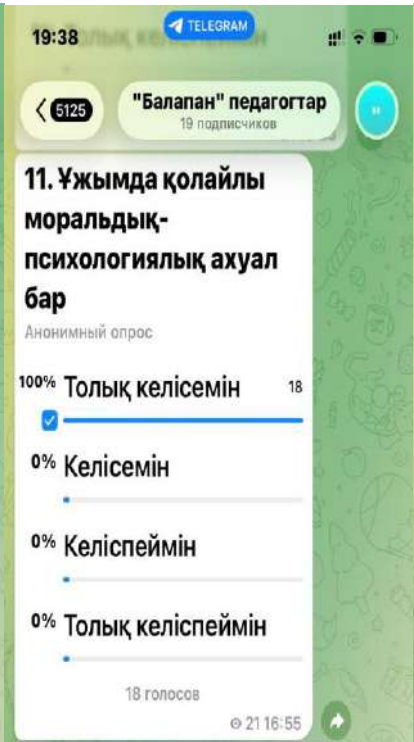 19:38
TELEGRAM
5125
"Балапан" педагогтар
19 подписчиков
11. Ұжымда қолайлы
моральдық-
психологиялық ахуал
бар
Анонимный опрос
100% Толық келісемін 18
0% Келісемін
0% Келіспеймін
0% Толық келіспеймін
18 голосов
21 16:55